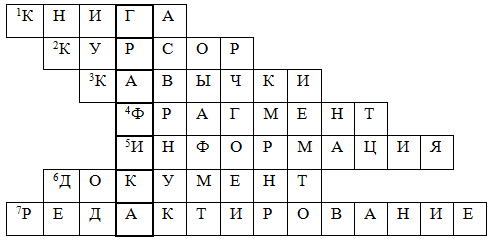 ¹К Н И Г А
²К У Р С О Р
³К А В Ы Ч К И
⁴Ф Р А Г М Е Н Т
⁵И Н Ф О Р М А Ц И Я
⁶Д О К У М Е Н Т
⁷Р Е Д А К Т И Р О В А Н И Е